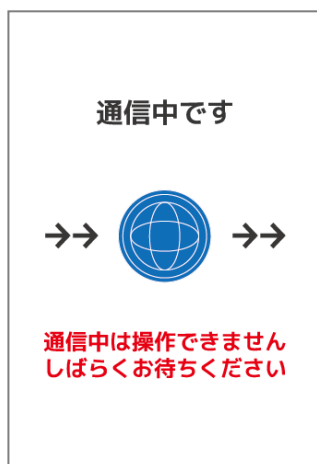 通信中です
→→ →→
通信中は操作できません
しばらくお待ちください